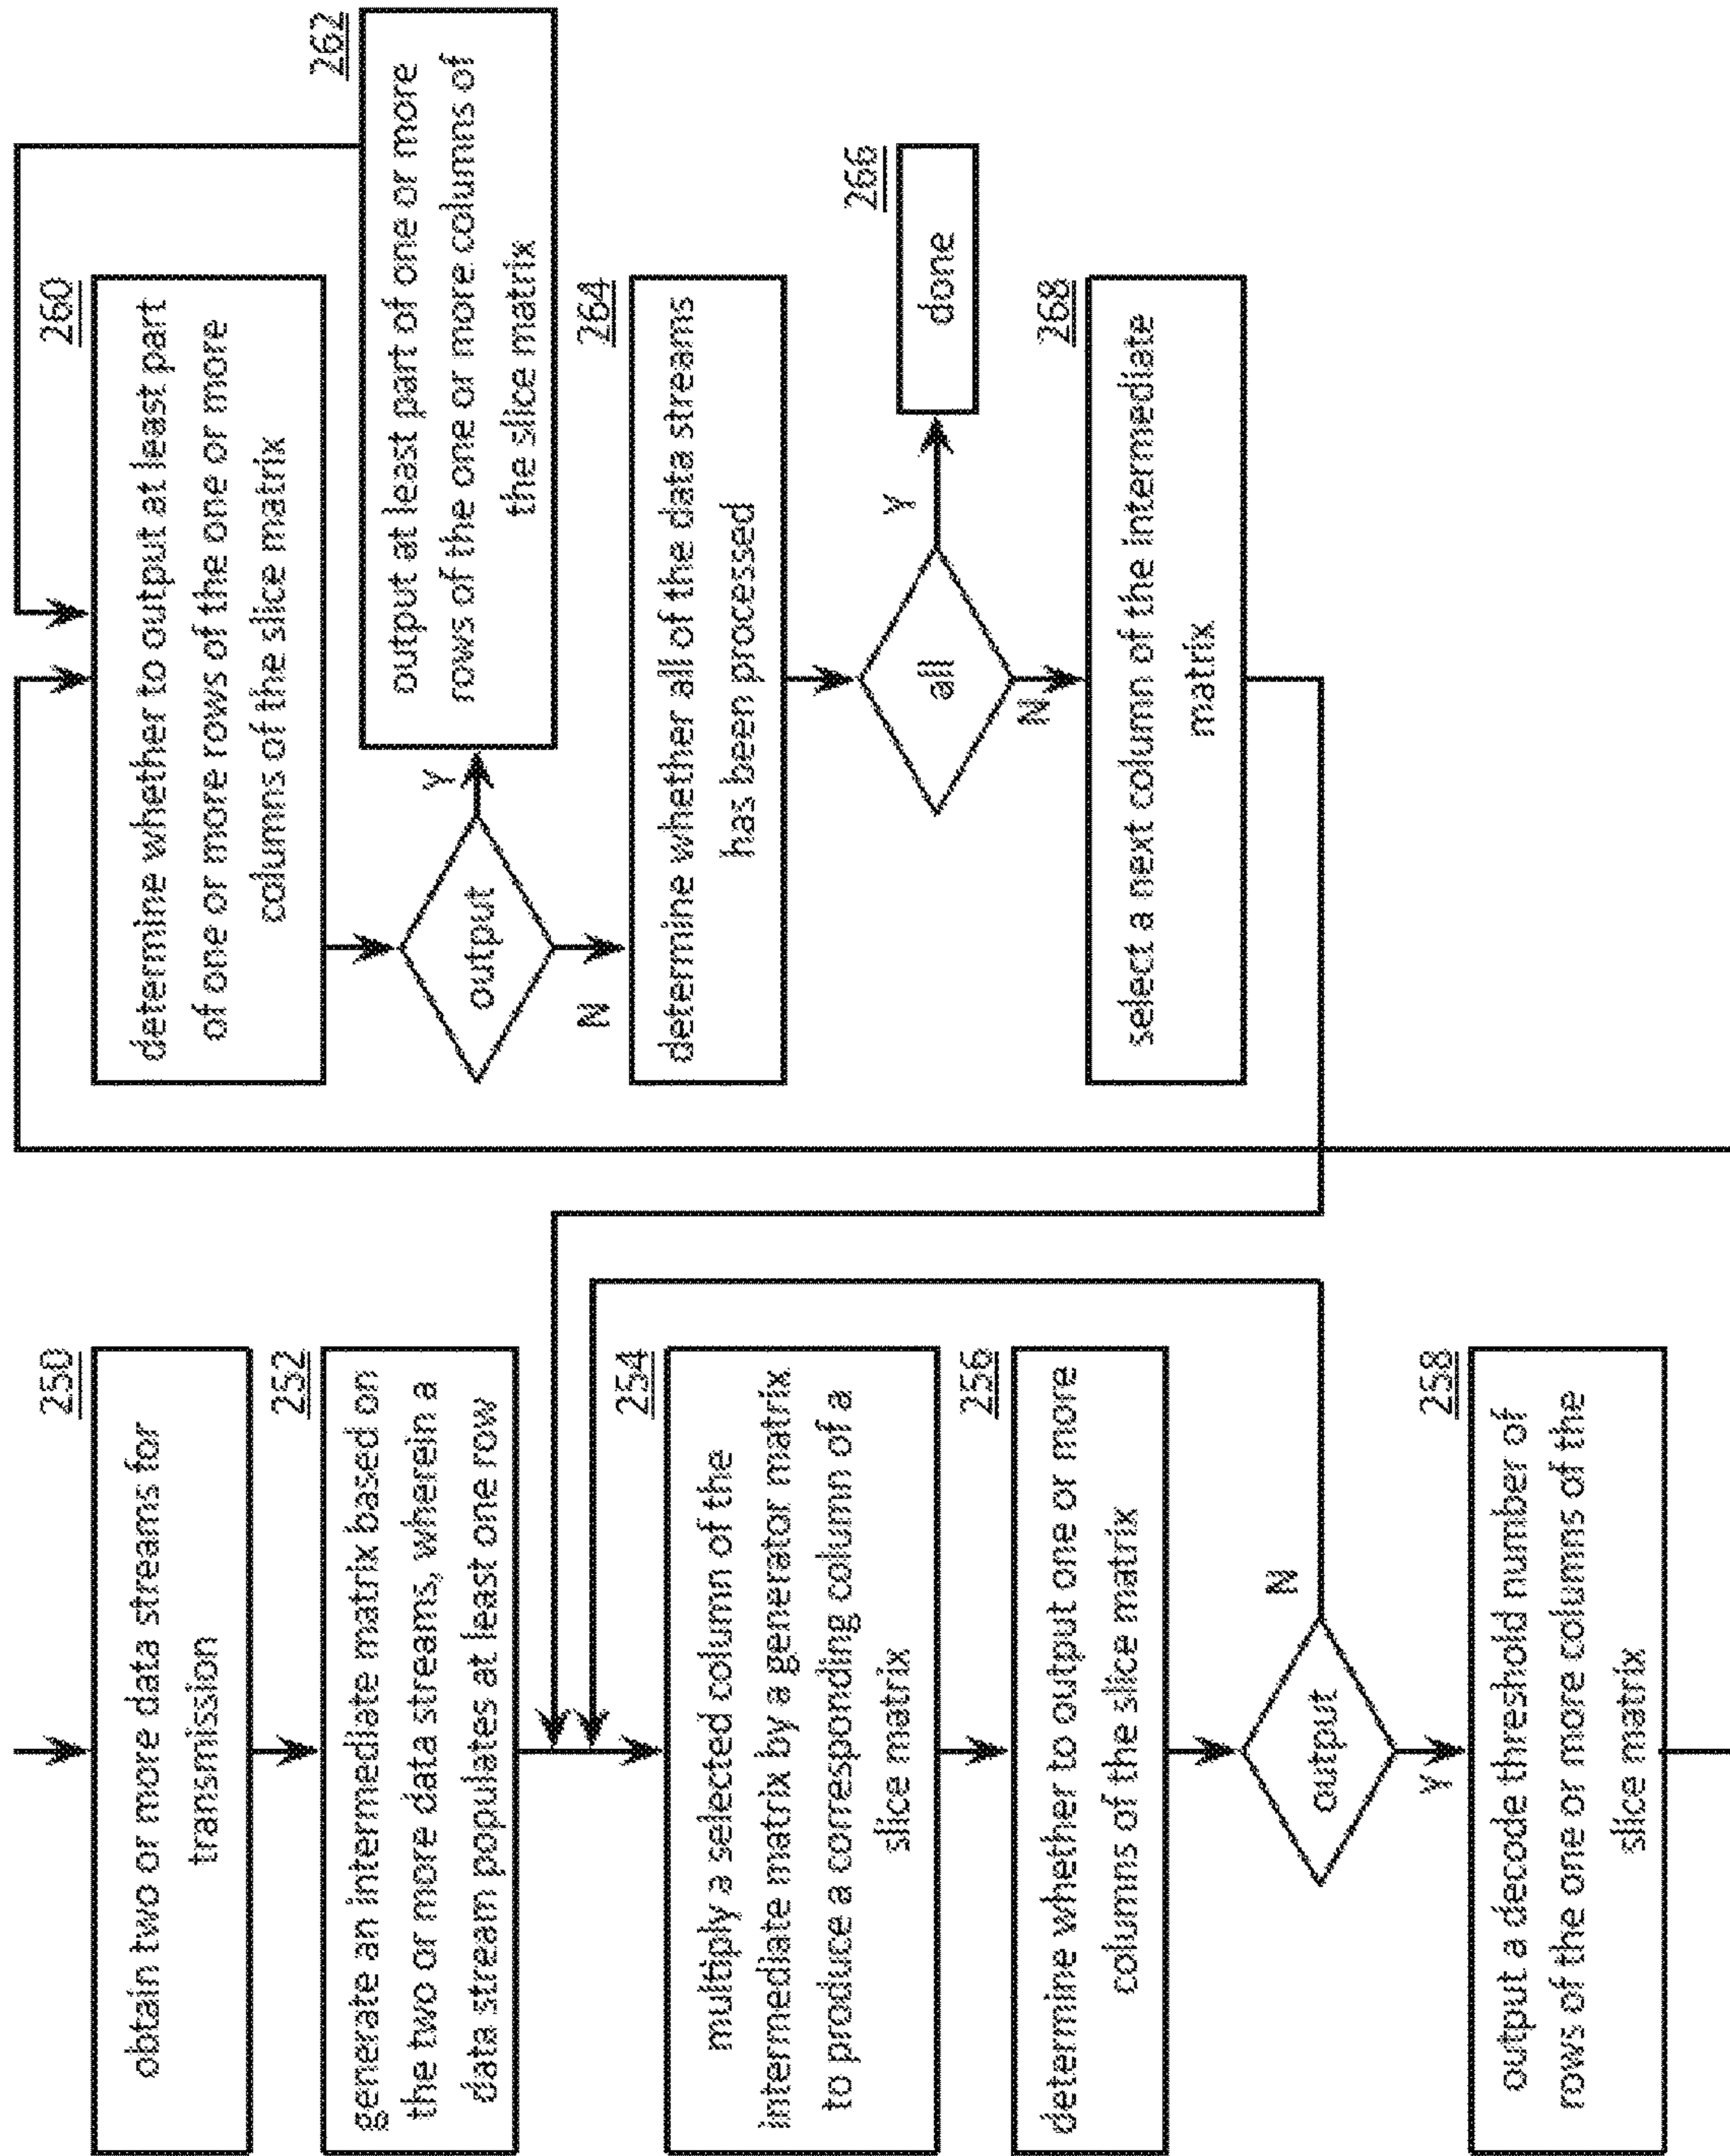 250
obtain two or more data streams for
transmission
252
generate an intermediate matrix based on
the two or more data streams, wherein a
data stream populates at least one row
254
multiply a selected column of the
intermediate matrix by a generator matrix
to produce a corresponding column of a
slice matrix
256
determine whether to output one or more
columns of the slice matrix
output
N
Y
258
output a decode threshold number of
rows of the one or more columns of the
slice matrix
260
determine whether to output at least part
of one or more rows of the one or more
columns of the slice matrix
output
Y
N
262
output at least part of one or more
rows of the one or more columns of
the slice matrix
264
determine whether all of the data streams
has been processed
all
Y
N
266
done
268
select a next column of the intermediate
matrix